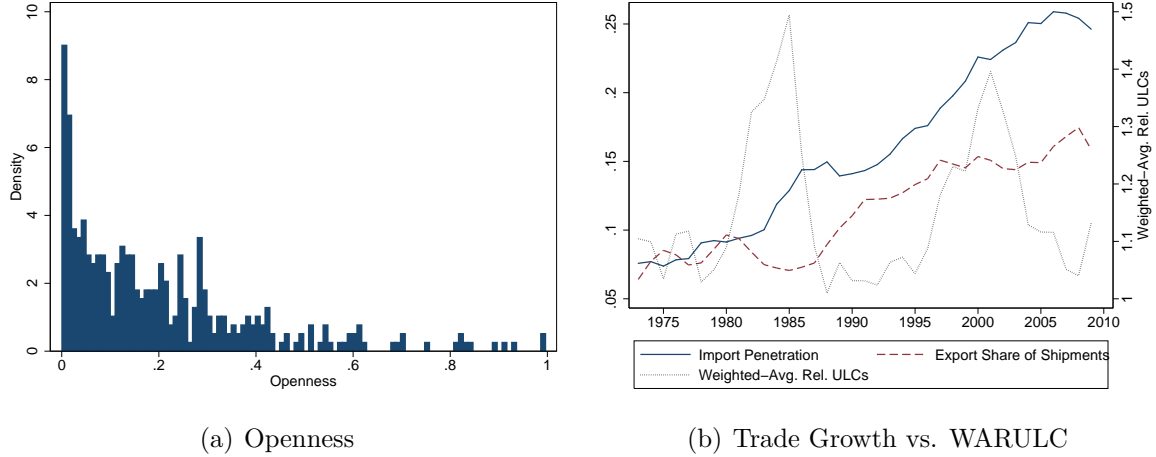 10
8
6
4
2
0
Density
0 .2 .4 .6 .8 1
Openness
.25
.2
.15
.1
.05
1.5
1.4
1.3
1.2
1.1
1
Weighted−Avg. Rel. ULCs
1975 1980 1985 1990 1995 2000 2005 2010
Import Penetration Export Share of Shipments
Weighted−Avg. Rel. ULCs
(a) Openness
(b) Trade Growth vs. WARULC